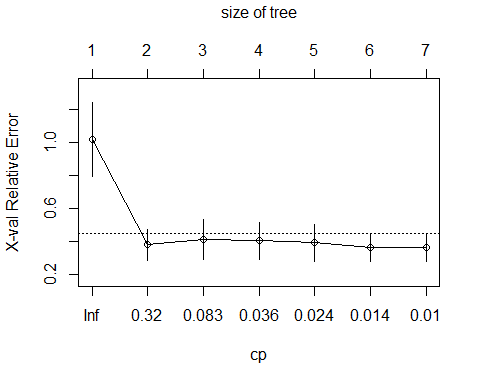 size of tree
1 2 3 4 5 6 7
X-val Relative Error
1.0
0.6
0.2
Inf 0.32 0.083 0.036 0.024 0.014 0.01
cp